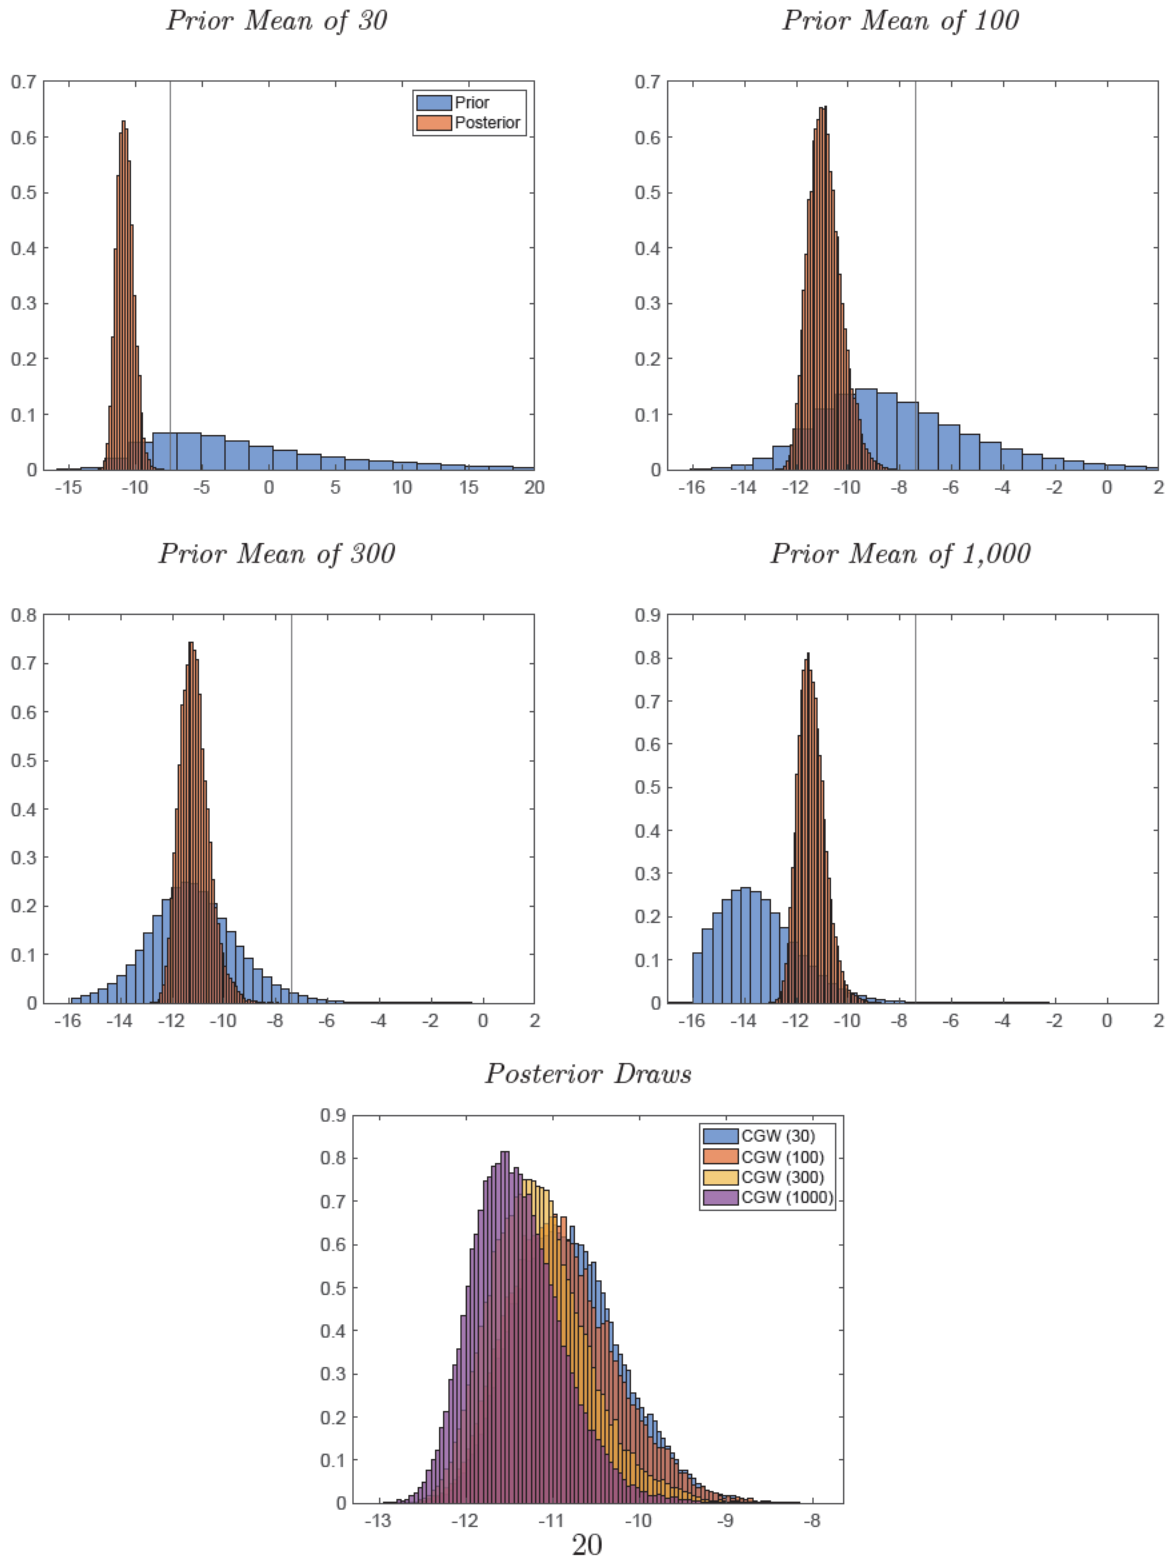 Prior Mean of 30
0.7
0.6
0.5
0.4
0.3
0.2
0.1
0
-15 -10 -5 0 5 10 15 20
Prior
Posterior
Prior Mean of 100
0.7
0.6
0.5
0.4
0.3
0.2
0.1
0
-16 -14 -12 -10 -8 -6 -4 -2 0 2
Prior Mean of 300
0.8
0.7
0.6
0.5
0.4
0.3
0.2
0.1
0
-16 -14 -12 -10 -8 -6 -4 -2 0 2
Prior Mean of 1,000
0.9
0.8
0.7
0.6
0.5
0.4
0.3
0.2
0.1
0
-16 -14 -12 -10 -8 -6 -4 -2 0 2
Posterior Draws
0.9
0.8
0.7
0.6
0.5
0.4
0.3
0.2
0.1
0
-13 -12 -11 -10 -9 -8
CGW (30)
CGW (100)
CGW (300)
CGW (1000)
20